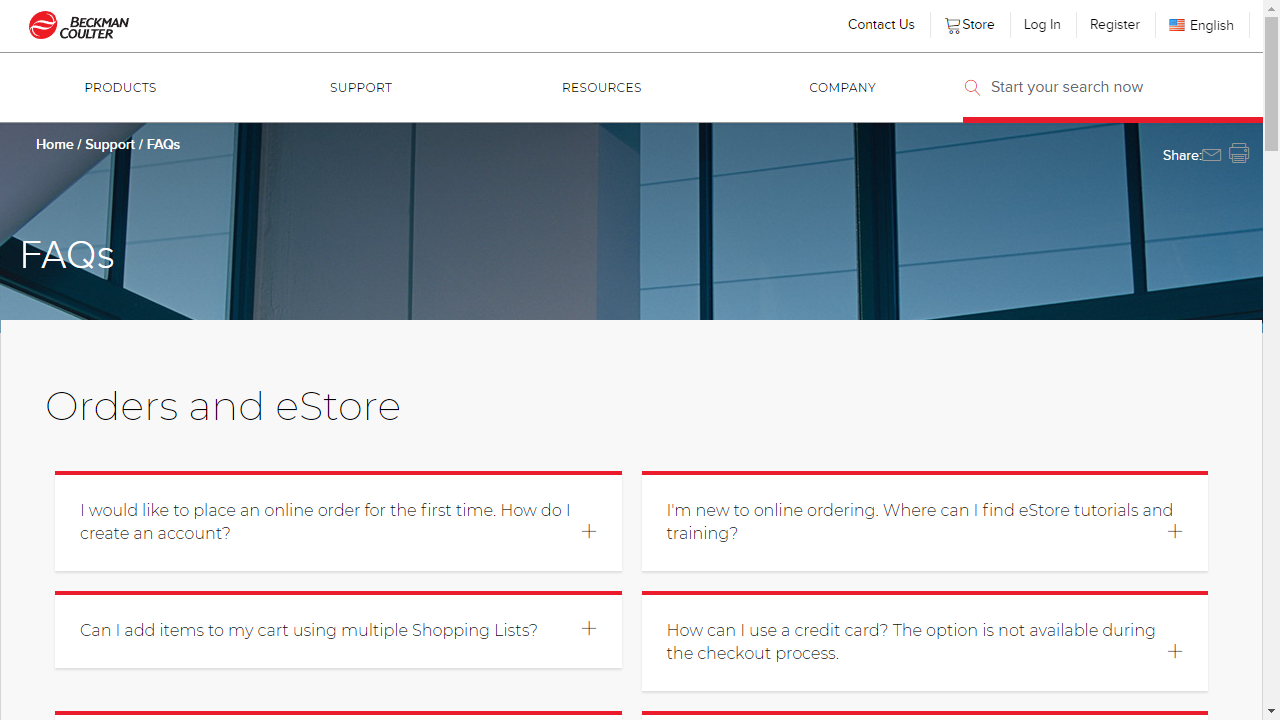 BECKMAN
COULTER
Contact Us
Store
Log In
Register
English
PRODUCTS
SUPPORT
RESOURCES
COMPANY
Start your search now
Home / Support / FAQs
Share:
FAQs
Orders and eStore
I would like to place an online order for the first time. How do I
create an account?
I'm new to online ordering. Where can I find eStore tutorials and
training?
Can I add items to my cart using multiple Shopping Lists?
How can I use a credit card? The option is not available during
the checkout process.